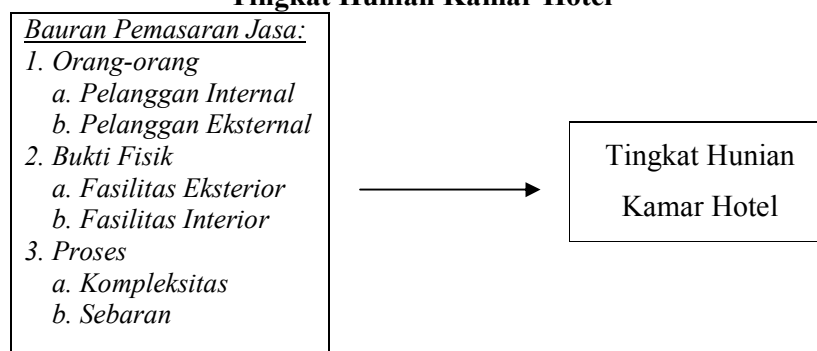 Tingkat Hunian Kamar Hotel
Bauran Pemasaran Jasa:
1. Orang-orang
a. Pelanggan Internal
b. Pelanggan Eksternal
2. Bukti Fisik
a. Fasilitas Eksterior
b. Fasilitas Interior
3. Proses
a. Kompleksitas
b. Sebaran
Tingkat Hunian
Kamar Hotel